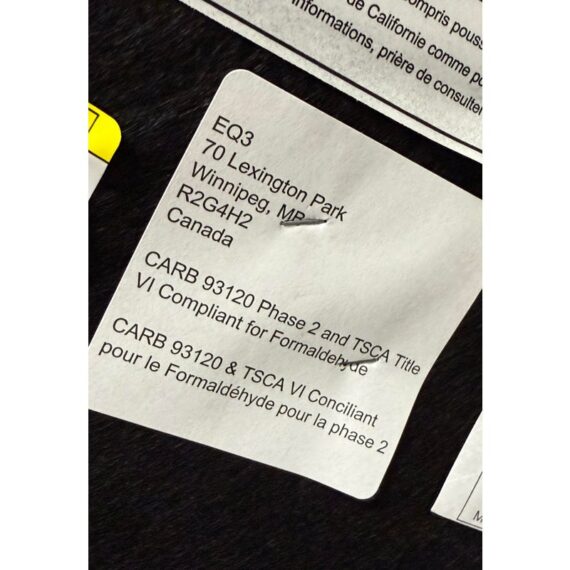 ompris pouss
de Californie comme po
informations, prière de consulter
EQ3
70 Lexington Park
Winnipeg, MB
R2G4H2
Canada
CARB 93120 Phase 2 and TSCA Title
VI Compliant for Formaldehyde
CARB 93120 & TSCA VI Conciliant
pour le Formaldéhyde pour la phase 2